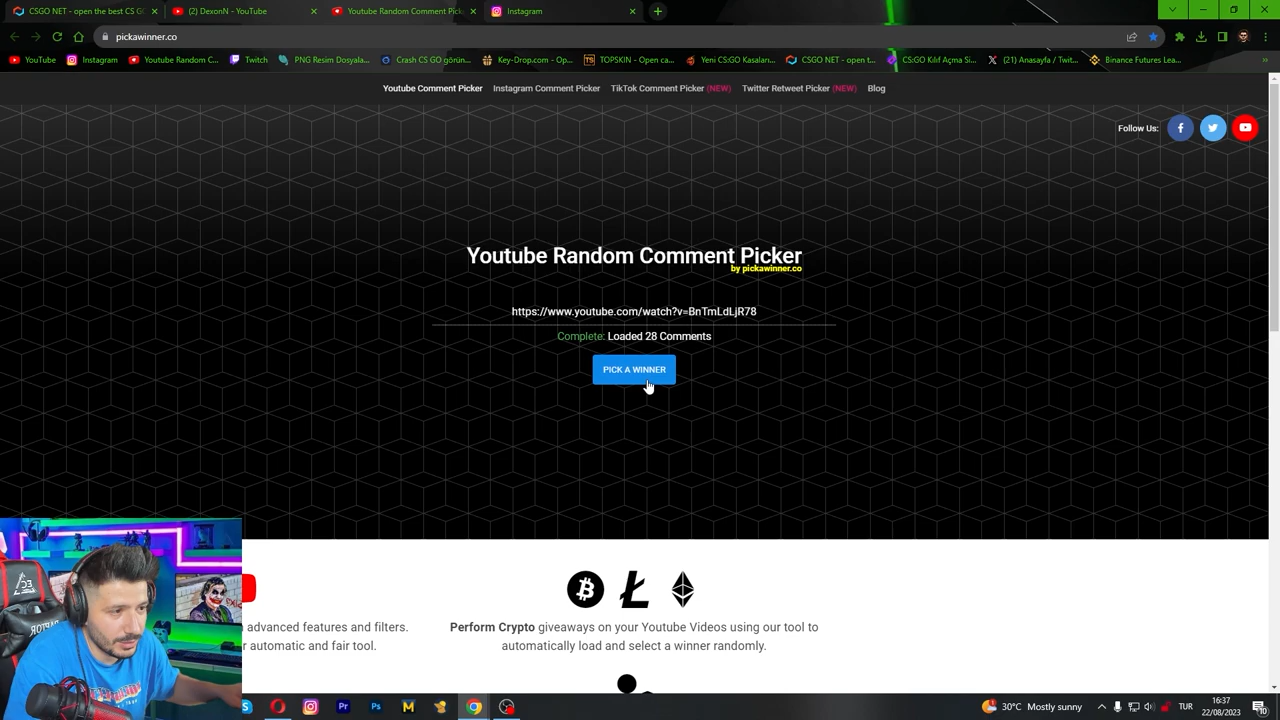 CSGO NET - open the best CS G
(2) DexonN - YouTube
Youtube Random Comment Pick
Instagram
pickawinner.co
YouTube
Instagram
Youtube Random C...
Twitch
PNG Resim Dosyala...
Crash CS GO görün...
Key-Drop.com - Op...
TOPSKIN - Open ca...
Yeni CS:GO Kasaları...
CSGO NET - open t...
CS:GO Kılıf Açma Si...
(21) Anasayfa / Twit...
Binance Futures Lea...
Youtube Comment Picker
Instagram Comment Picker
TikTok Comment Picker (NEW)
Twitter Retweet Picker (NEW)
Blog
Follow Us:
Youtube Random Comment Picker
by pickawinner.co
https://www.youtube.com/watch?v=BnTmLdLjR78
Complete: Loaded 28 Comments
PICK A WINNER
advanced features and filters.
r automatic and fair tool.
Perform Crypto giveaways on your Youtube Videos using our tool to
automatically load and select a winner randomly.
30°C Mostly sunny
TUR
16:37
22/08/2023